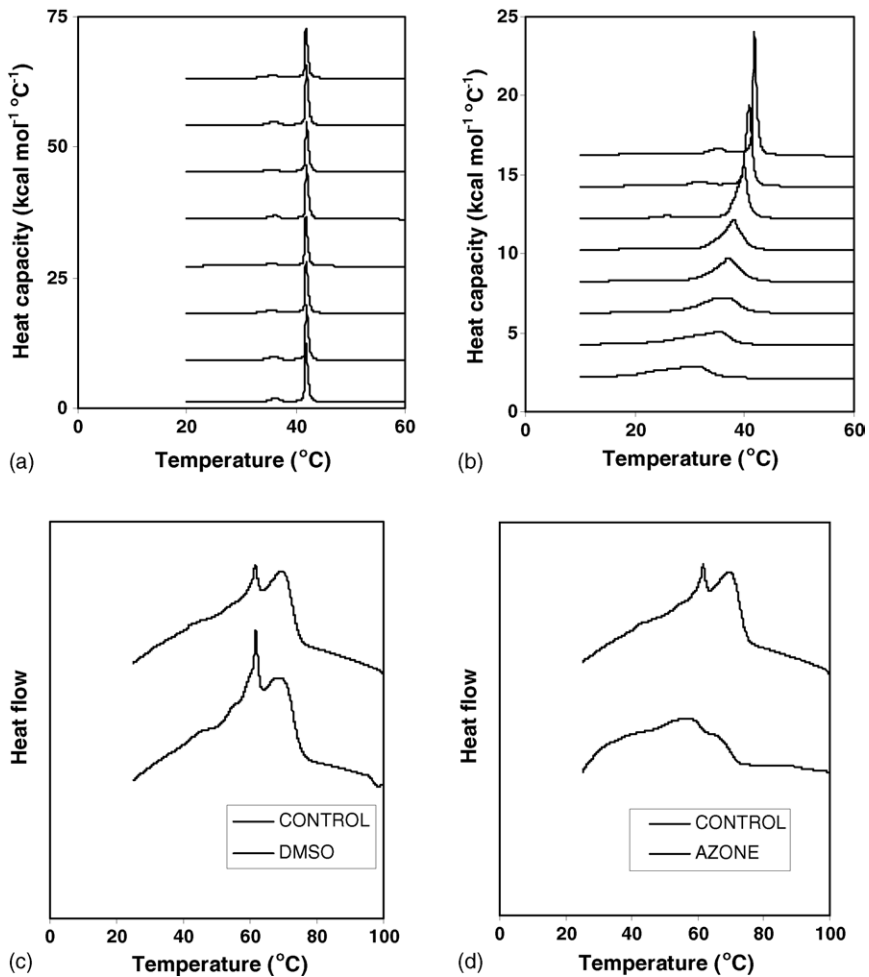 75
50
25
0
0
20
40
60
Heat capacity (kcal mol⁻¹ °C⁻¹)
Temperature (°C)
(a)
25
20
15
10
5
0
0
20
40
60
Heat capacity (kcal mol⁻¹ °C⁻¹)
Temperature (°C)
(b)
Heat flow
CONTROL
DMSO
0
20
40
60
80
100
Temperature (°C)
(c)
Heat flow
CONTROL
AZONE
0
20
40
60
80
100
Temperature (°C)
(d)